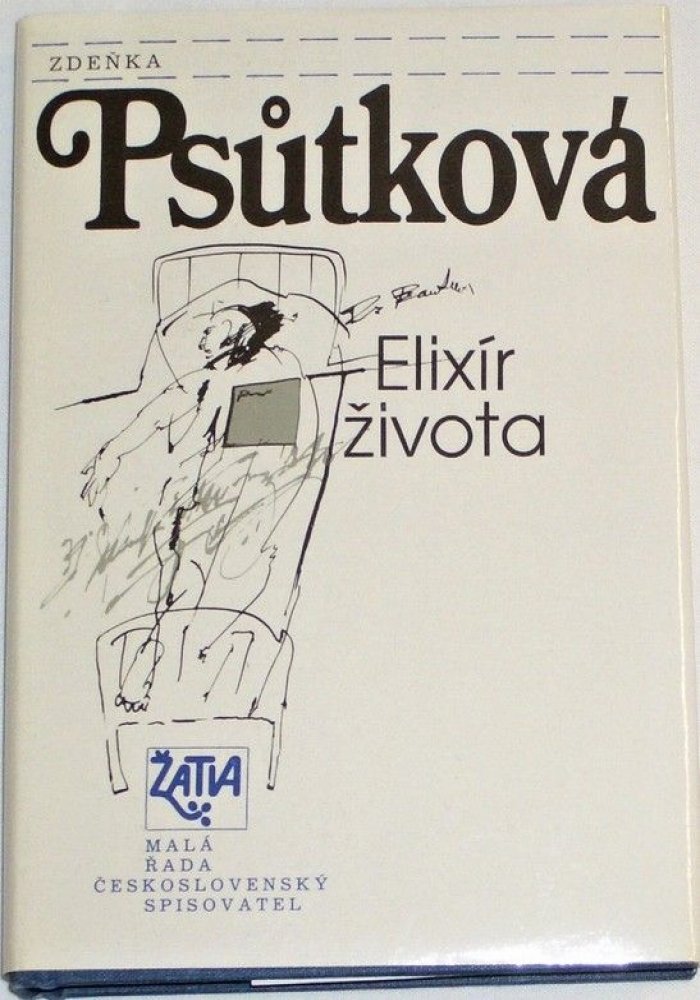 ZDEŇKA
Psůtková
Elixír
života
ŽATVA
MALÁ
ŘADA
ČESKOSLOVENSKÝ
SPISOVATEL